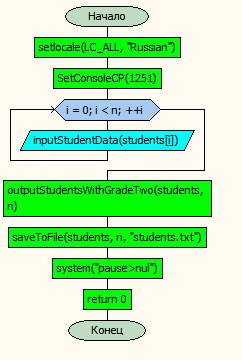 Начало
setlocale(LC_ALL, "Russian")
SetConsoleCP(1251)
i = 0; i < n; ++i
inputStudentData(students[i])
outputStudentsWithGradeTwo(students,
n)
saveToFile(students, n, "students.txt")
system("pause>nul")
return 0
Конец